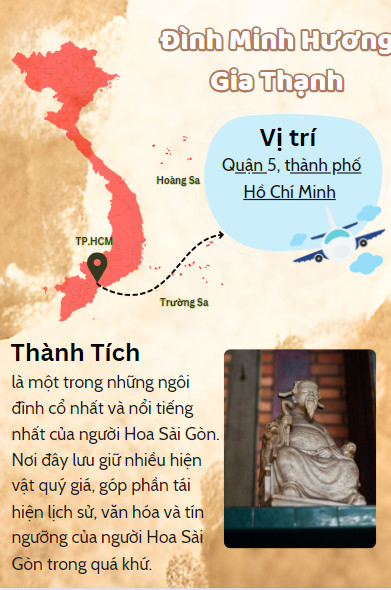 Đình Minh Hương
Gia Thạnh
Vị trí
Quận 5, thành phố
Hồ Chí Minh
Hoàng Sa
TP.HCM
Trường Sa
Thành Tích
là một trong những ngôi
đình cổ nhất và nổi tiếng
nhất của người Hoa Sài Gòn.
Nơi đây lưu giữ nhiều hiện
vật quý giá, góp phần tái
hiện lịch sử, văn hóa và tín
ngưỡng của người Hoa Sài
Gòn trong quá khứ.